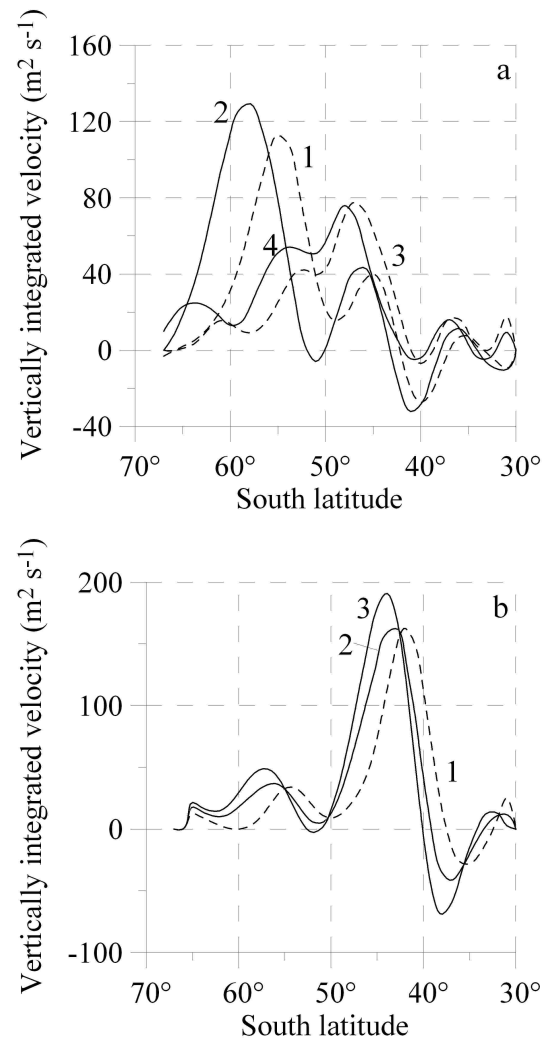 160
a
2
120
1
80
4
3
40
0
-40
70° 60° 50° 40° 30°
South latitude
Vertically integrated velocity (m² s⁻¹)
200
b
3
2
100
1
0
-100
70° 60° 50° 40° 30°
South latitude
Vertically integrated velocity (m² s⁻¹)